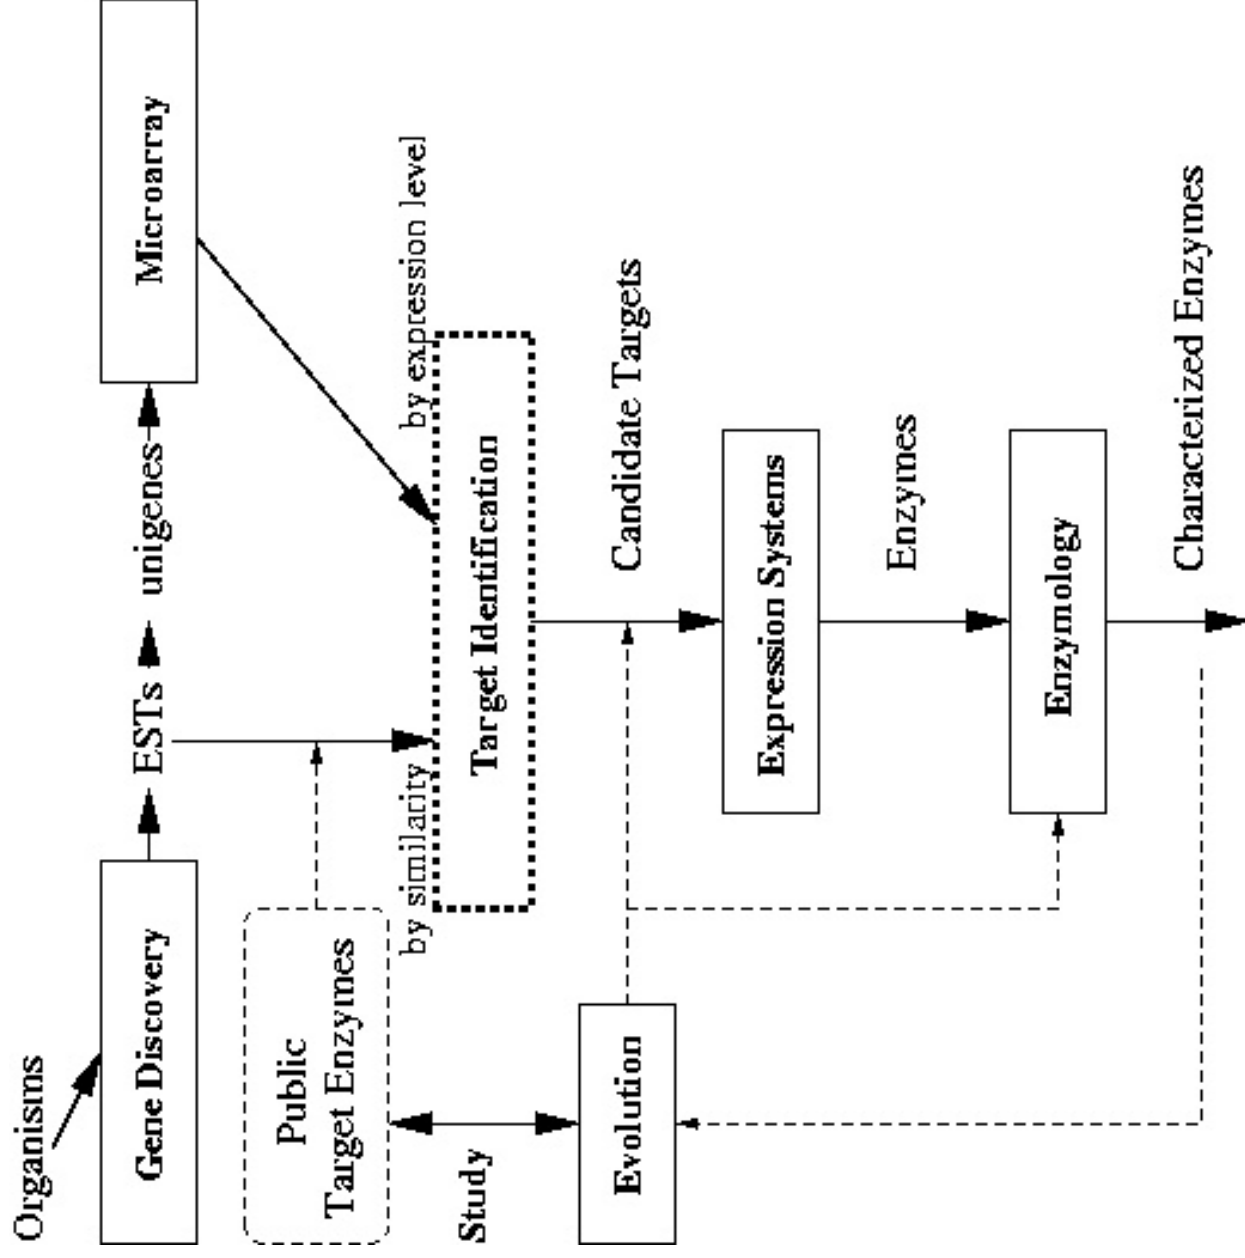 Organisms
Gene Discovery
ESTs
unigenes
Microarray
Public
Target Enzymes
by similarity
by expression level
Target Identification
Study
Evolution
Candidate Targets
Expression Systems
Enzymes
Enzymology
Characterized Enzymes